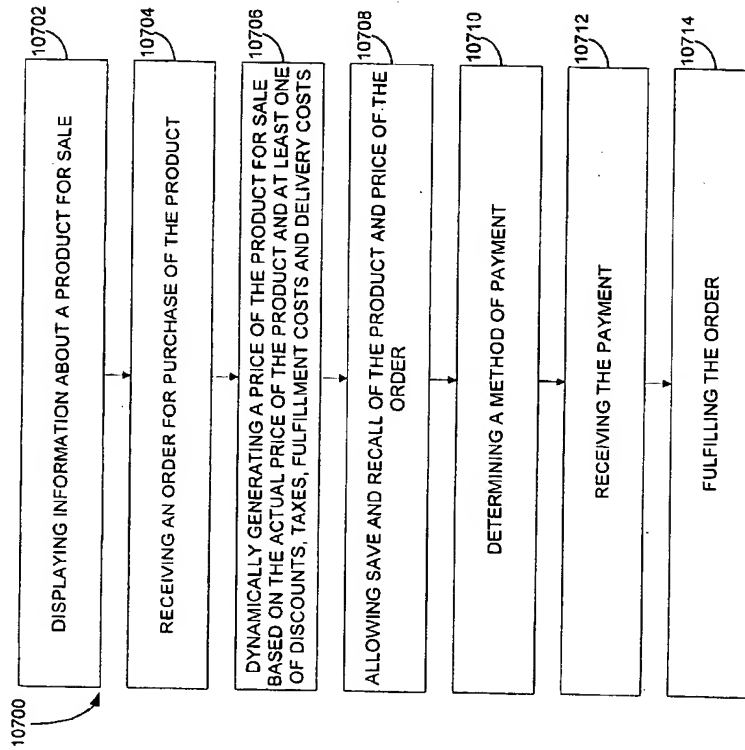 10700
10702
DISPLAYING INFORMATION ABOUT A PRODUCT FOR SALE
10704
RECEIVING AN ORDER FOR PURCHASE OF THE PRODUCT
10706
DYNAMICALLY GENERATING A PRICE OF THE PRODUCT FOR SALE
BASED ON THE ACTUAL PRICE OF THE PRODUCT AND AT LEAST ONE
OF DISCOUNTS, TAXES, FULFILLMENT COSTS AND DELIVERY COSTS
10708
ALLOWING SAVE AND RECALL OF THE PRODUCT AND PRICE OF THE
ORDER
10710
DETERMINING A METHOD OF PAYMENT
10712
RECEIVING THE PAYMENT
10714
FULFILLING THE ORDER